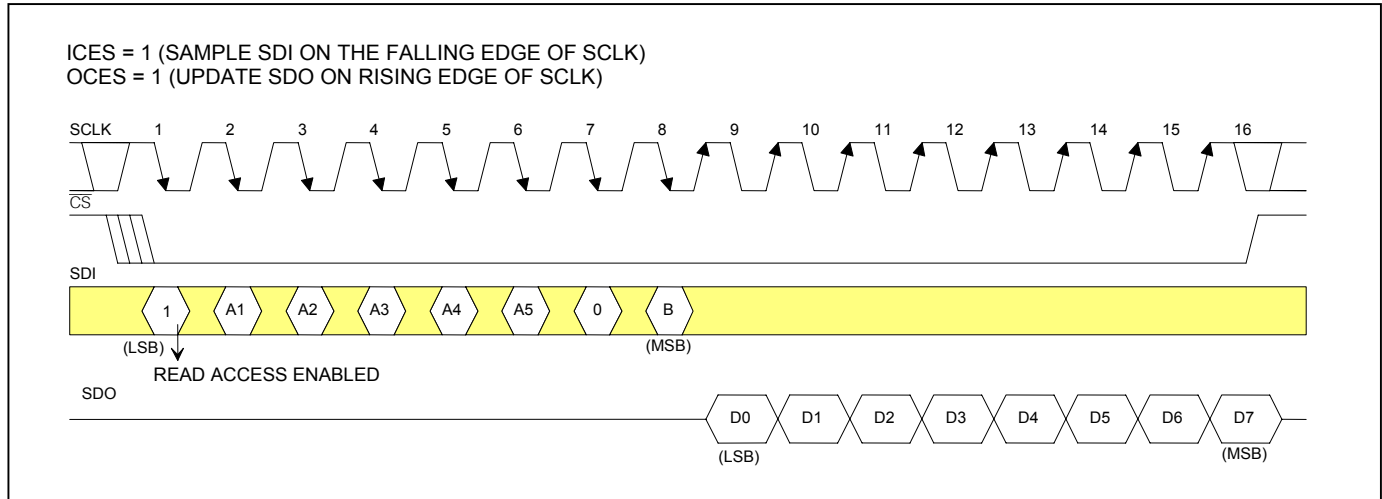 ICES = 1 (SAMPLE SDI ON THE FALLING EDGE OF SCLK)
OCES = 1 (UPDATE SDO ON RISING EDGE OF SCLK)
SCLK 1 2 3 4 5 6 7 8 9 10 11 12 13 14 15 16
CS
SDI
1 A1 A2 A3 A4 A5 0 B
(LSB) (MSB)
READ ACCESS ENABLED
SDO
D0 D1 D2 D3 D4 D5 D6 D7
(LSB) (MSB)